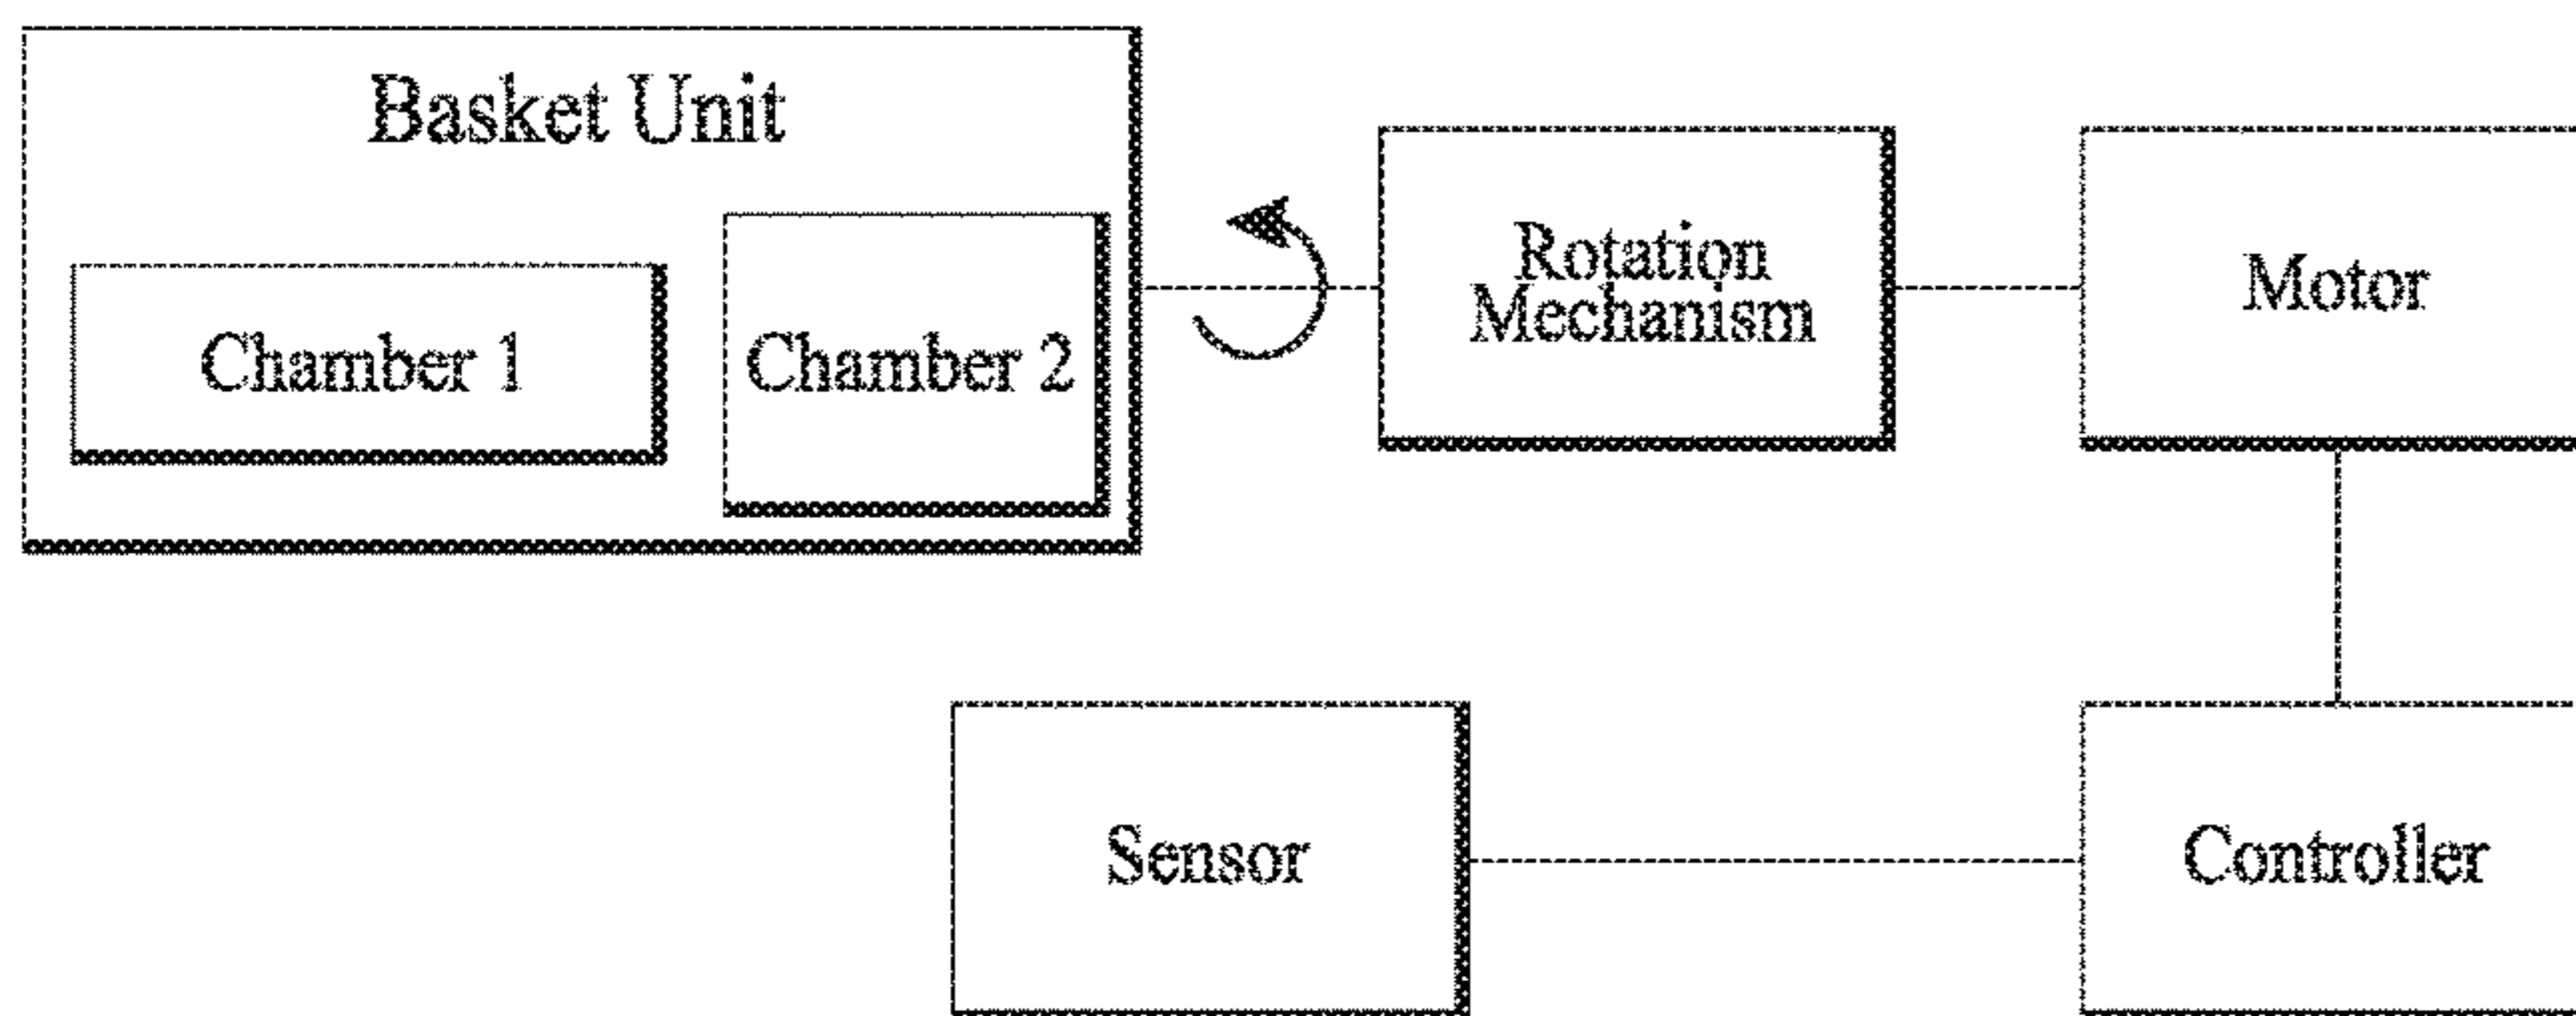 Basket Unit
Chamber 1
Chamber 2
Rotation
Mechanism
Motor
Sensor
Controller